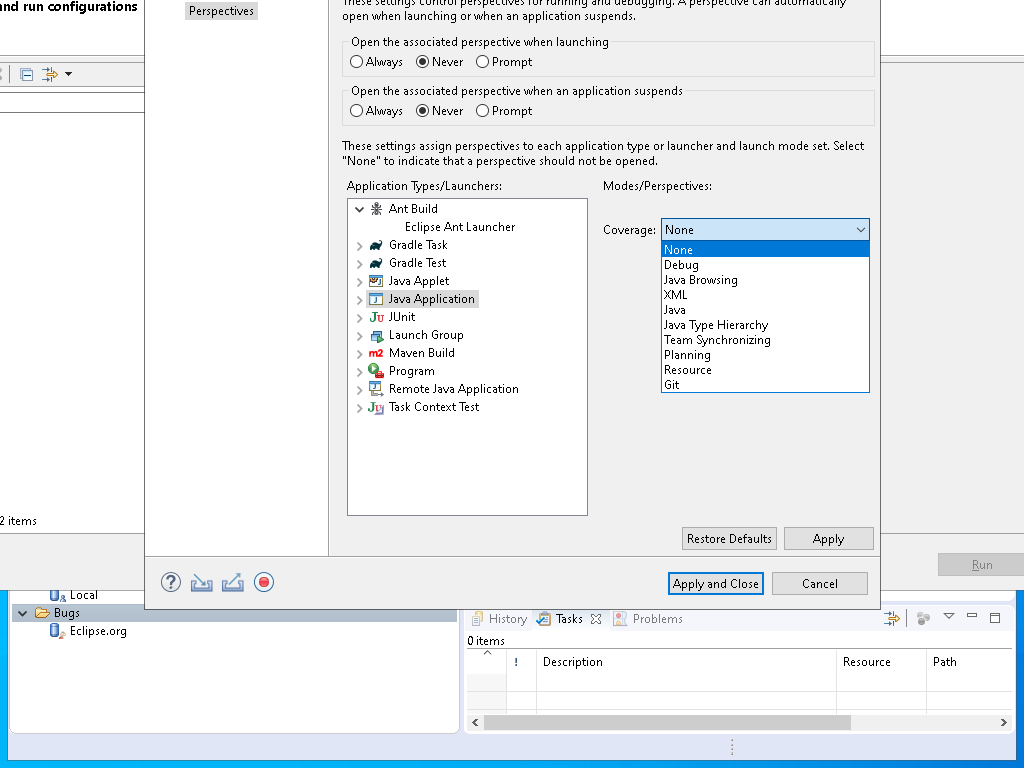 and run configurations
Perspectives
These settings control perspectives for running and debugging. A perspective can automatically
open when launching or when an application suspends.
Open the associated perspective when launching
Always
Never
Prompt
Open the associated perspective when an application suspends
Always
Never
Prompt
These settings assign perspectives to each application type or launcher and launch mode set. Select
"None" to indicate that a perspective should not be opened.
Application Types/Launchers:
Modes/Perspectives:
Ant Build
Eclipse Ant Launcher
Gradle Task
Gradle Test
Java Applet
Java Application
JUnit
Launch Group
Maven Build
Program
Remote Java Application
Task Context Test
Coverage:
None
None
Debug
Java Browsing
XML
Java
Java Type Hierarchy
Team Synchronizing
Planning
Resource
Git
2 items
Restore Defaults
Apply
Apply and Close
Cancel
Run
Local
Bugs
Eclipse.org
History
Tasks
Problems
0 items
!
Description
Resource
Path